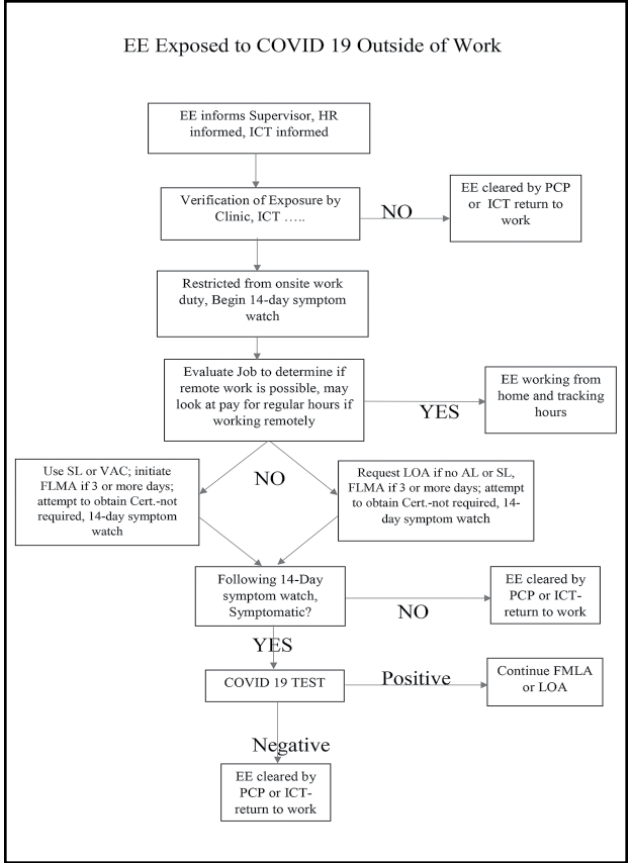 EE Exposed to COVID 19 Outside of Work
EE informs Supervisor, HR
informed, ICT informed
Verification of Exposure by
Clinic, ICT …..
NO
EE cleared by PCP
or ICT return to
work
Restricted from onsite work
duty, Begin 14-day symptom
watch
Evaluate Job to determine if
remote work is possible, may
look at pay for regular hours if
working remotely
YES
EE working from
home and tracking
hours
Use SL or VAC; initiate
FLMA if 3 or more days;
attempt to obtain Cert.-not
required, 14-day symptom
watch
NO
Request LOA if no AL or SL,
FLMA if 3 or more days; attempt
to obtain Cert.-not required, 14-
day symptom watch
Following 14-Day
symptom watch,
Symptomatic?
NO
EE cleared by
PCP or ICT-
return to work
YES
COVID 19 TEST
Positive
Continue FMLA
or LOA
Negative
EE cleared by
PCP or ICT-
return to work